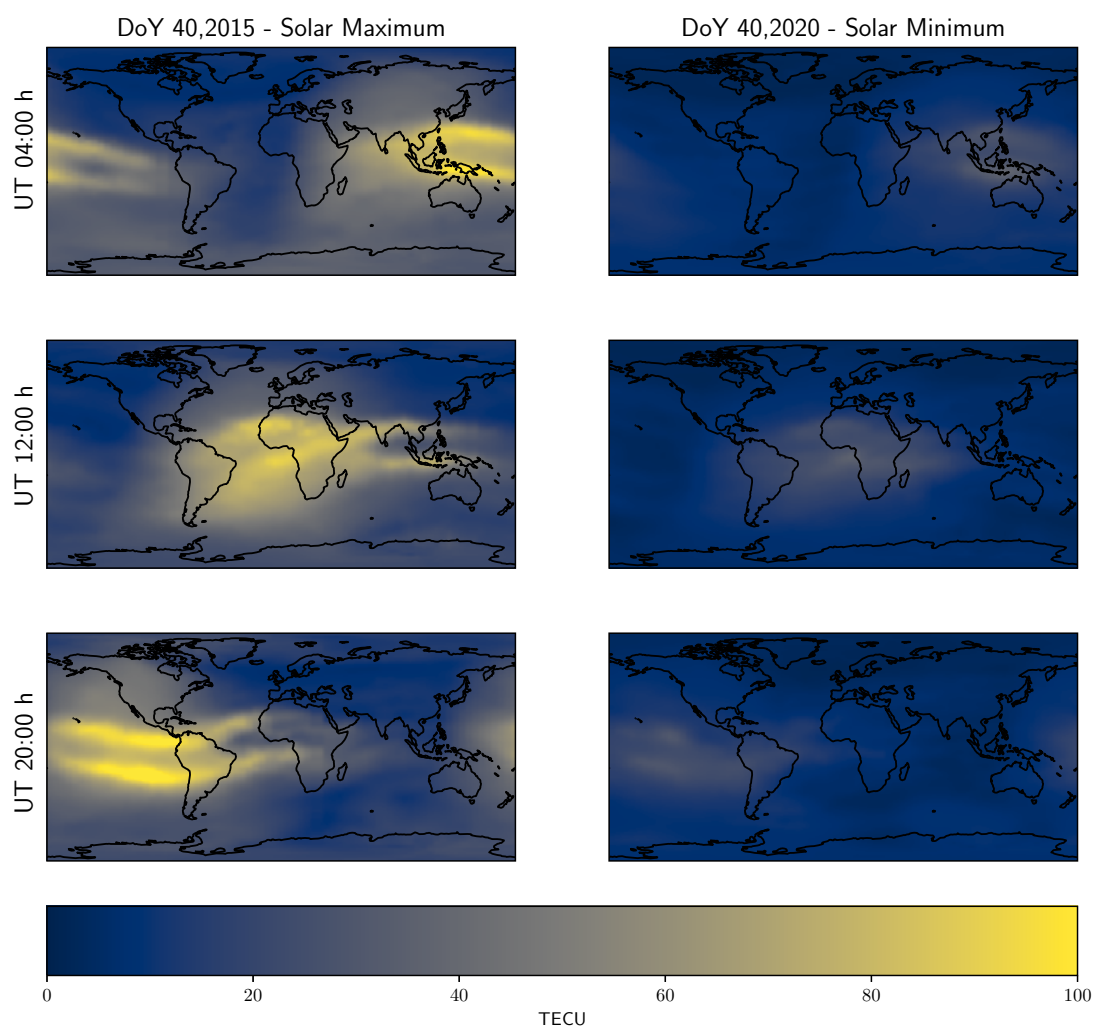 DoY 40,2015 - Solar Maximum
DoY 40,2020 - Solar Minimum
UT 04:00 h
UT 12:00 h
UT 20:00 h
0 20 40 60 80 100
TECU